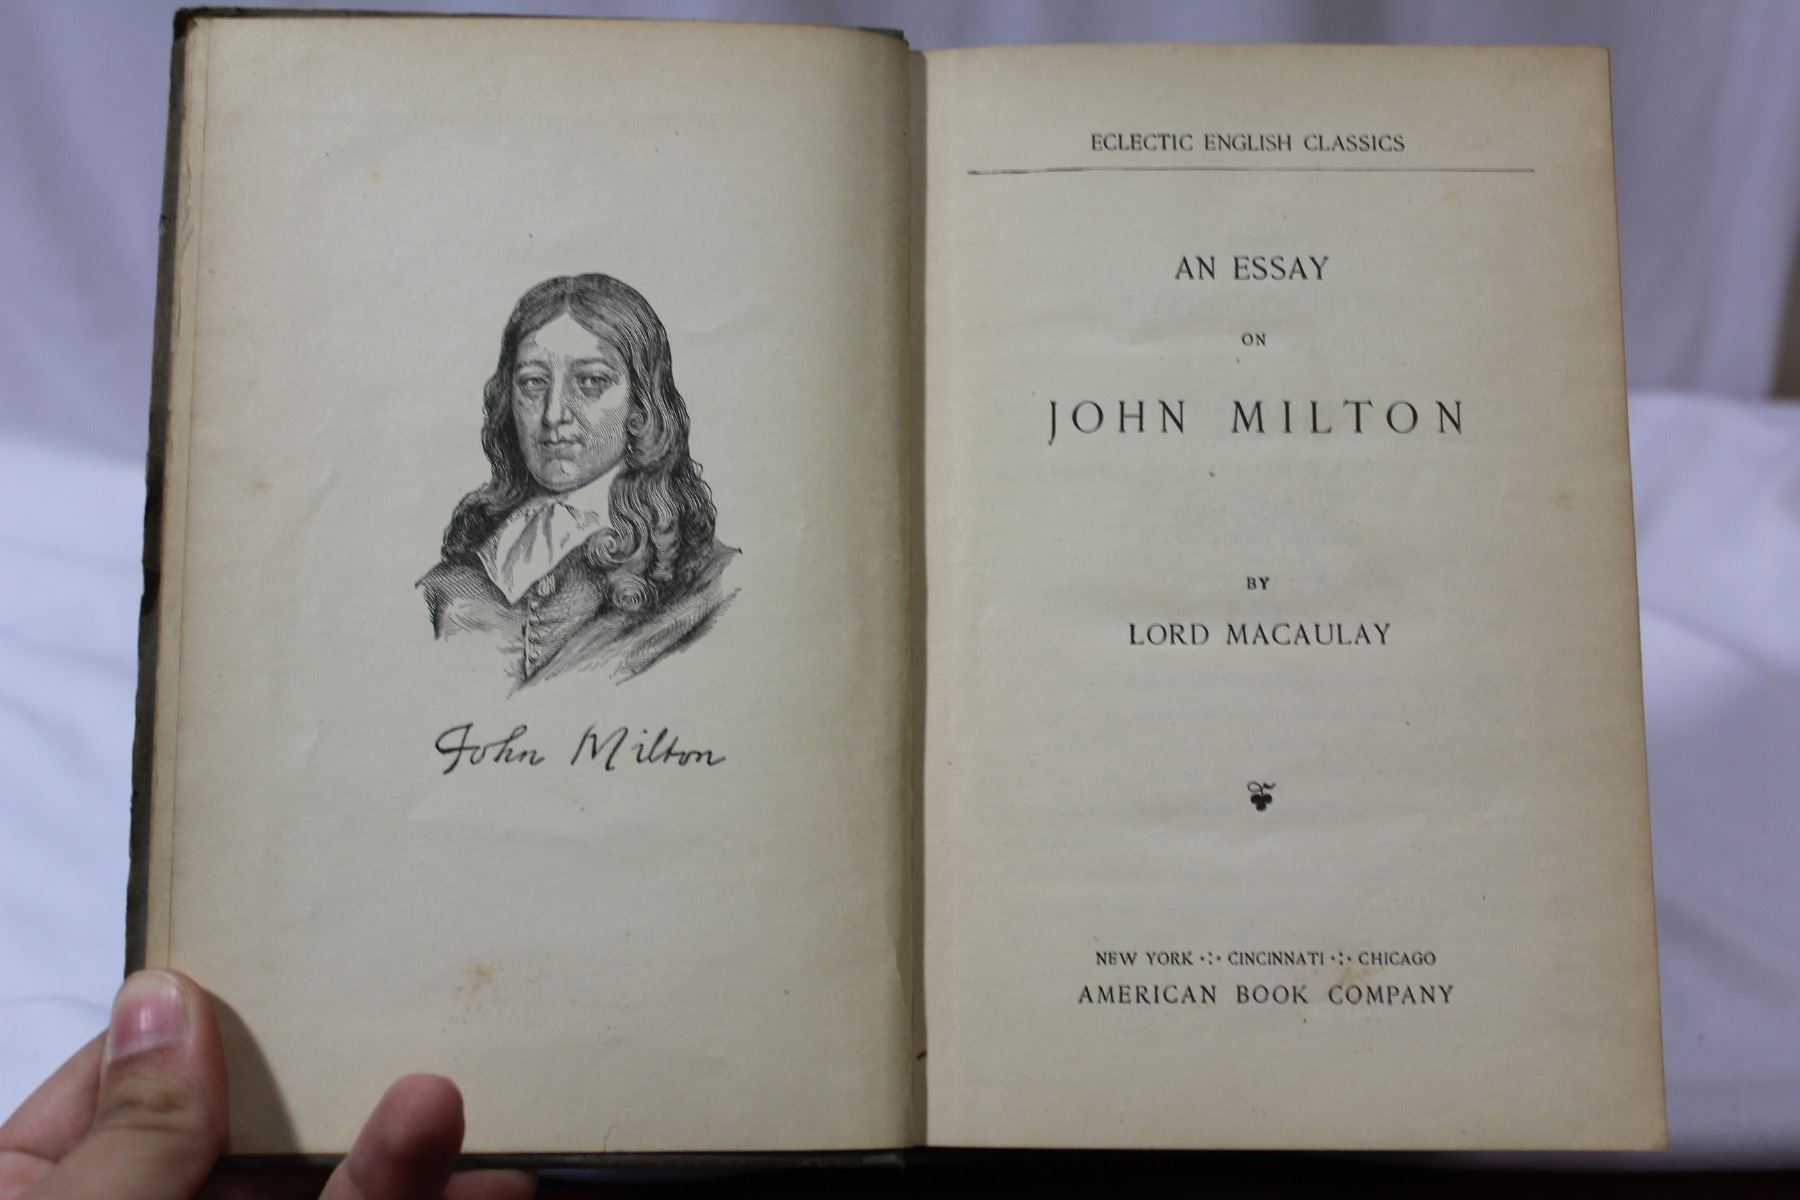 John Milton
ECLECTIC ENGLISH CLASSICS
AN ESSAY
ON
JOHN MILTON
BY
LORD MACAULAY
NEW YORK ·:· CINCINNATI ·:· CHICAGO
AMERICAN BOOK COMPANY